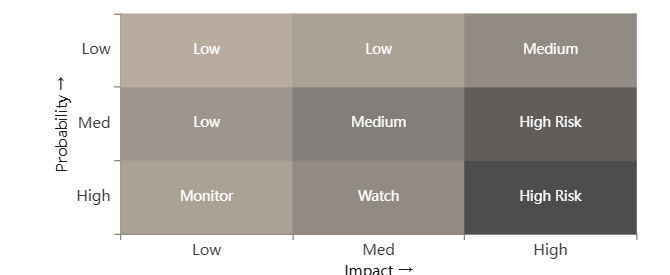 Probability →
Low Low Low Medium
Med Low Medium High Risk
High Monitor Watch High Risk
Low Med High
Impact →